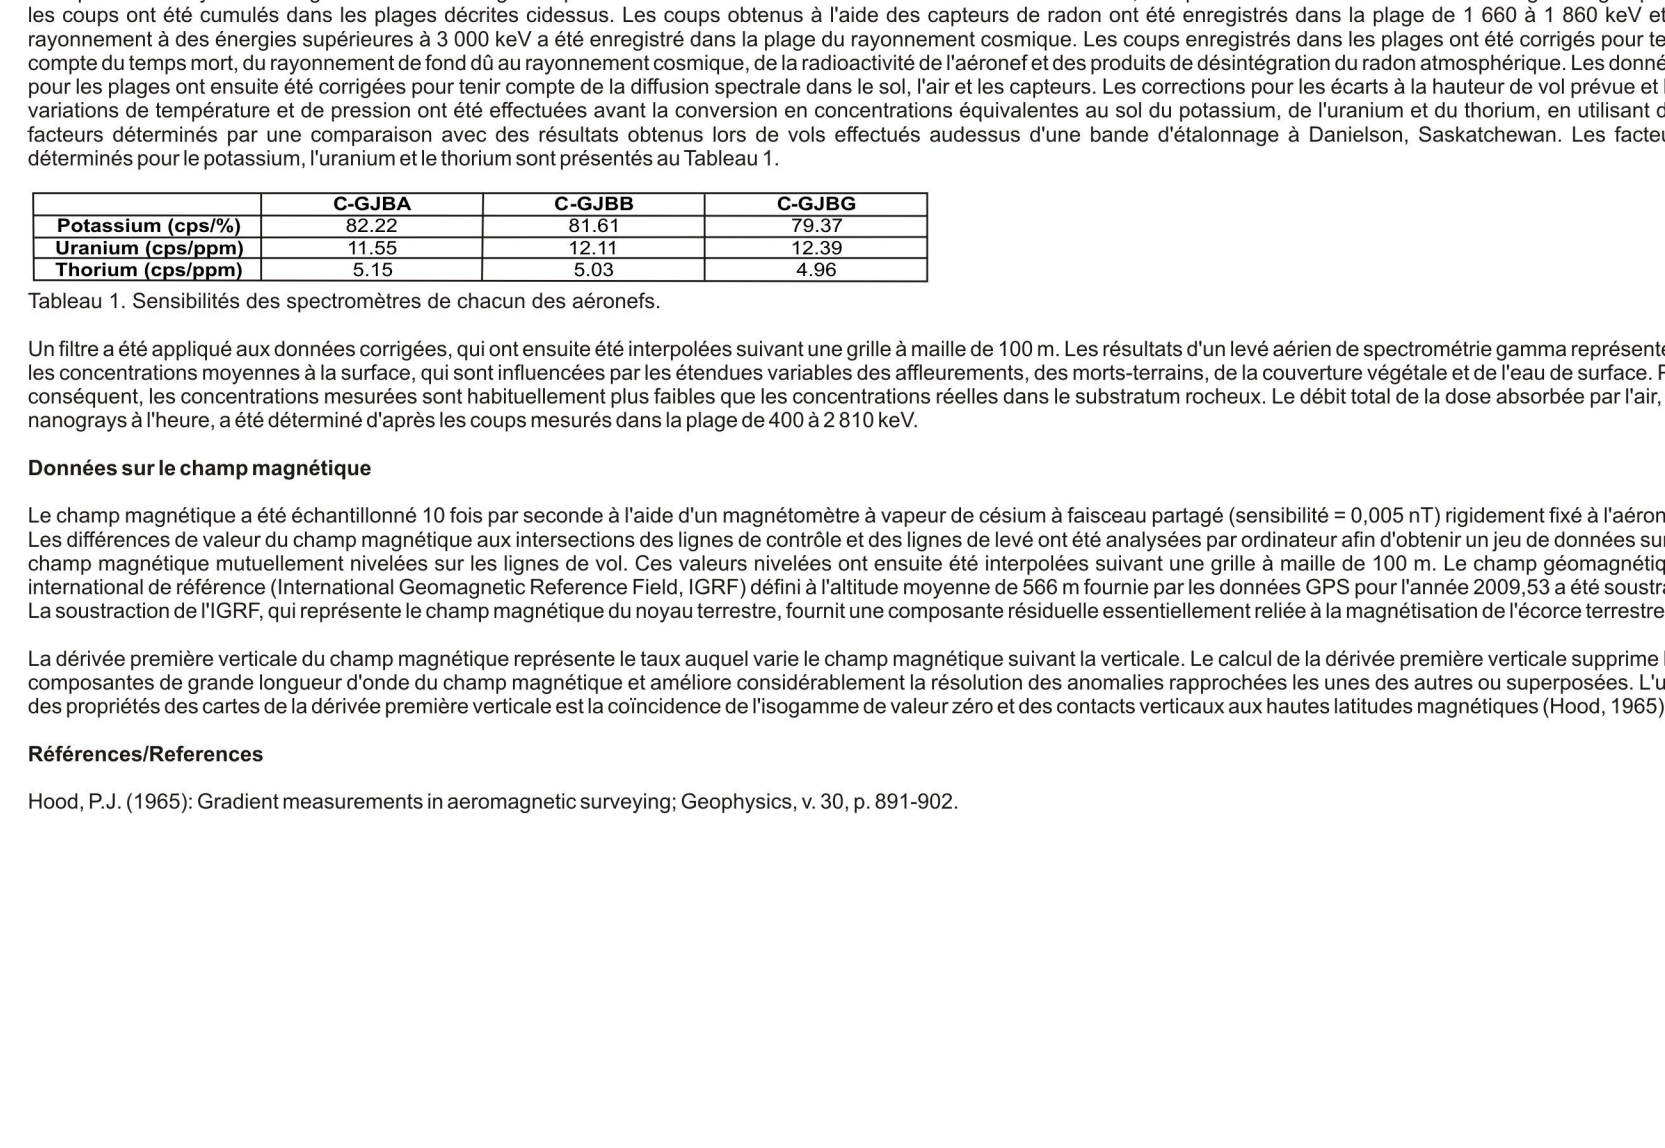 les coups ont été cumulés dans les plages décrites cidessus. Les coups obtenus à l'aide des capteurs de radon ont été enregistrés dans la plage de 1 660 à 1 860 keV et
rayonnement à des énergies supérieures à 3 000 keV a été enregistré dans la plage du rayonnement cosmique. Les coups enregistrés dans les plages ont été corrigés pour te
compte du temps mort, du rayonnement de fond dû au rayonnement cosmique, de la radioactivité de l'aéronef et des produits de désintégration du radon atmosphérique. Les donné
pour les plages ont ensuite été corrigées pour tenir compte de la diffusion spectrale dans le sol, l'air et les capteurs. Les corrections pour les écarts à la hauteur de vol prévue et
variations de température et de pression ont été effectuées avant la conversion en concentrations équivalentes au sol du potassium, de l'uranium et du thorium, en utilisant d
facteurs déterminés par une comparaison avec des résultats obtenus lors de vols effectués audessus d'une bande d'étalonnage à Danielson, Saskatchewan. Les facteu
déterminés pour le potassium, l'uranium et le thorium sont présentés au Tableau 1.
C-GJBA C-GJBB C-GJBG
Potassium (cps/%) 82.22 81.61 79.37
Uranium (cps/ppm) 11.55 12.11 12.39
Thorium (cps/ppm) 5.15 5.03 4.96
Tableau 1. Sensibilités des spectromètres de chacun des aéronefs.
Un filtre a été appliqué aux données corrigées, qui ont ensuite été interpolées suivant une grille à maille de 100 m. Les résultats d'un levé aérien de spectrométrie gamma représente
les concentrations moyennes à la surface, qui sont influencées par les étendues variables des affleurements, des morts-terrains, de la couverture végétale et de l'eau de surface.
conséquent, les concentrations mesurées sont habituellement plus faibles que les concentrations réelles dans le substratum rocheux. Le débit total de la dose absorbée par l'air,
nanograys à l'heure, a été déterminé d'après les coups mesurés dans la plage de 400 à 2 810 keV.
Données sur le champ magnétique
Le champ magnétique a été échantillonné 10 fois par seconde à l'aide d'un magnétomètre à vapeur de césium à faisceau partagé (sensibilité = 0,005 nT) rigidement fixé à l'aéron
Les différences de valeur du champ magnétique aux intersections des lignes de contrôle et des lignes de levé ont été analysées par ordinateur afin d'obtenir un jeu de données sur
champ magnétique mutuellement nivelées sur les lignes de vol. Ces valeurs nivelées ont ensuite été interpolées suivant une grille à maille de 100 m. Le champ géomagnétiq
international de référence (International Geomagnetic Reference Field, IGRF) défini à l'altitude moyenne de 566 m fournie par les données GPS pour l'année 2009,53 a été soustra
La soustraction de l'IGRF, qui représente le champ magnétique du noyau terrestre, fournit une composante résiduelle essentiellement reliée à la magnétisation de l'écorce terrestre
La dérivée première verticale du champ magnétique représente le taux auquel varie le champ magnétique suivant la verticale. Le calcul de la dérivée première verticale supprime
composantes de grande longueur d'onde du champ magnétique et améliore considérablement la résolution des anomalies rapprochées les unes des autres ou superposées. L'u
des propriétés des cartes de la dérivée première verticale est la coïncidence de l'isogamme de valeur zéro et des contacts verticaux aux hautes latitudes magnétiques (Hood, 1965)
Références/References
Hood, P.J. (1965): Gradient measurements in aeromagnetic surveying; Geophysics, v. 30, p. 891-902.